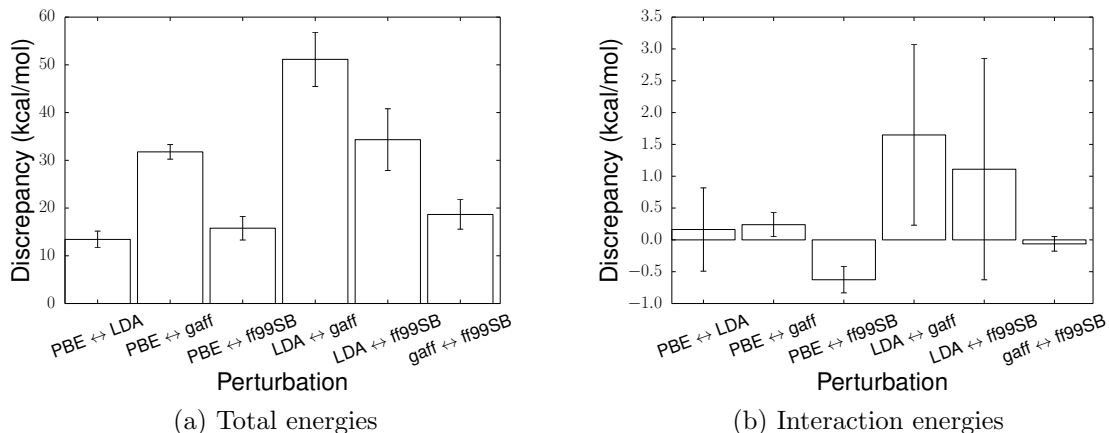 60
50
40
30
20
10
0
Discrepancy (kcal/mol)
PBE ↔ LDA
PBE ↔ gaff
PBE ↔ ff99SB
LDA ↔ gaff
LDA ↔ ff99SB
gaff ↔ ff99SB
Perturbation
(a) Total energies
3.5
3.0
2.5
2.0
1.5
1.0
0.5
0.0
−0.5
−1.0
Discrepancy (kcal/mol)
PBE ↔ LDA
PBE ↔ gaff
PBE ↔ ff99SB
LDA ↔ gaff
LDA ↔ ff99SB
gaff ↔ ff99SB
Perturbation
(b) Interaction energies